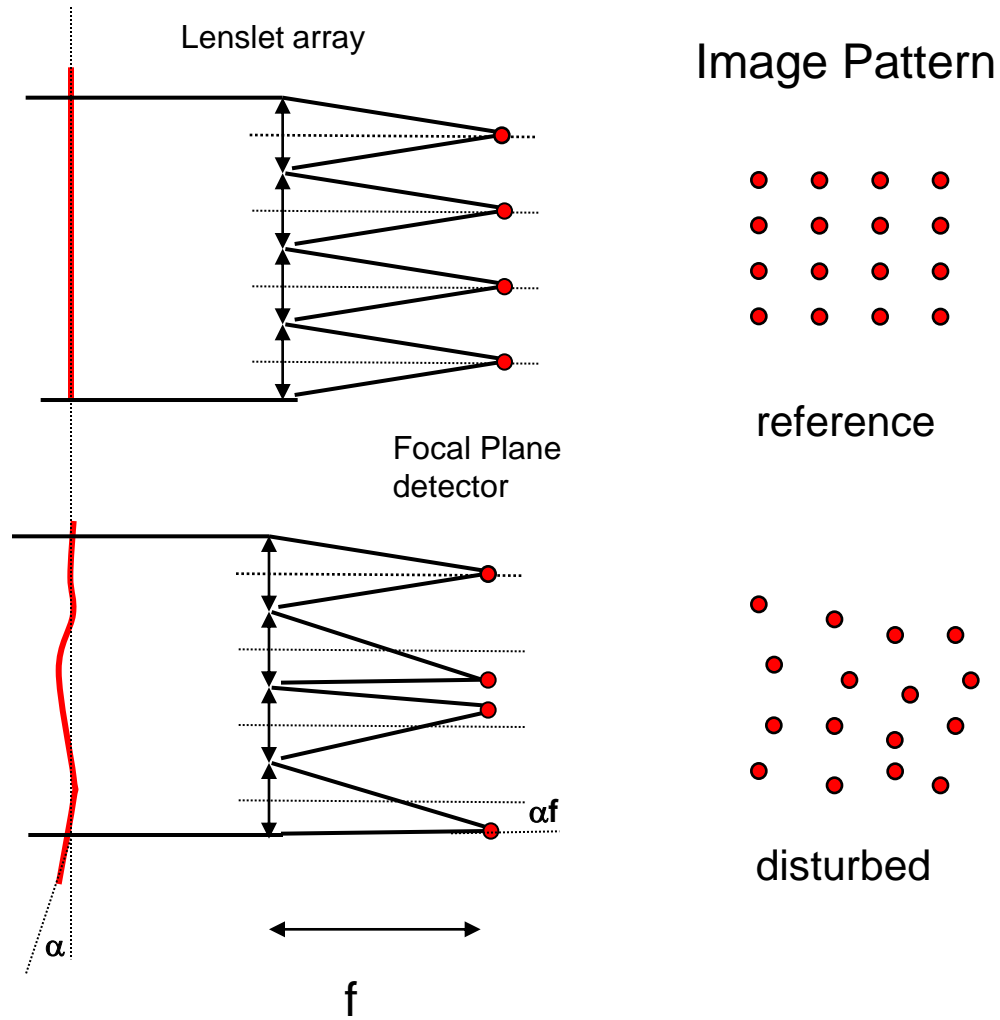 Lenslet array
Image Pattern
reference
Focal Plane
detector
αf
disturbed
α
f